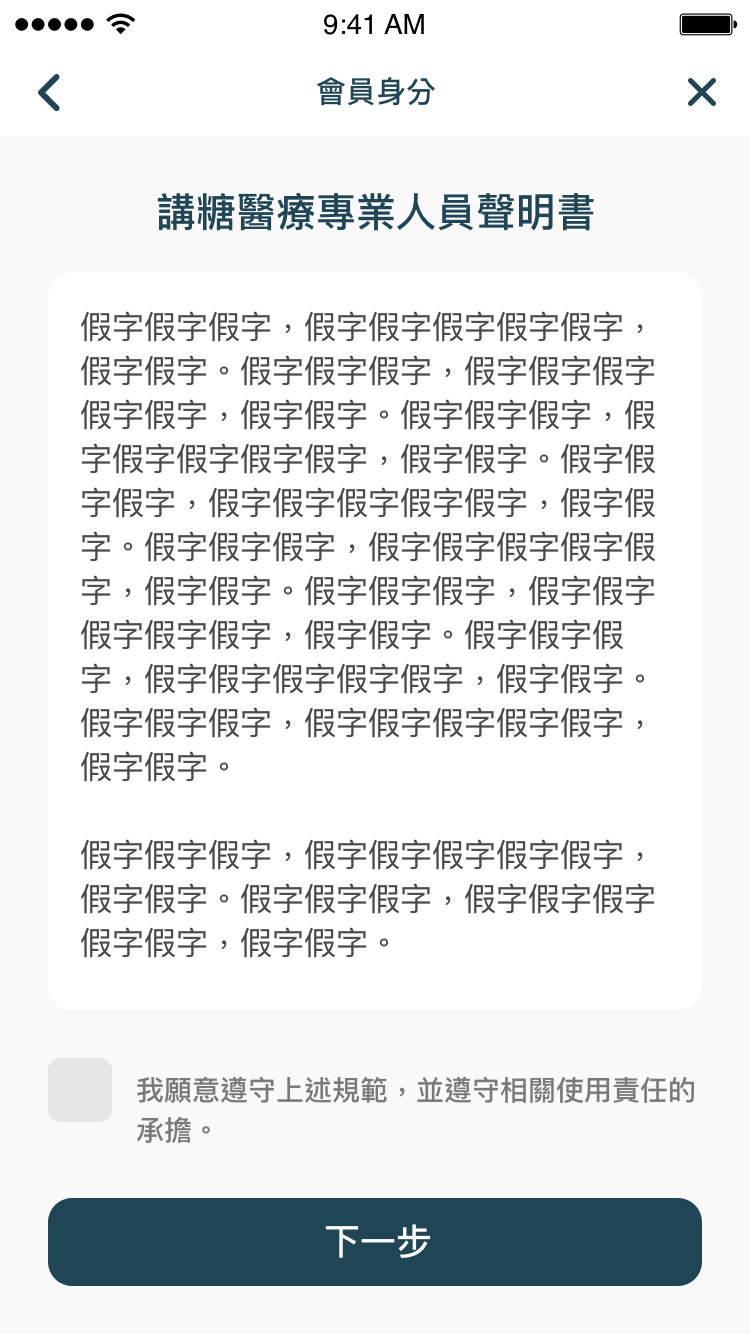 9:41 AM
會員身分
講糖醫療專業人員聲明書
假字假字假字，假字假字假字假字假字，
假字假字。假字假字假字，假字假字假字
假字假字，假字假字。假字假字假字，假
字假字假字假字假字，假字假字。假字假
字假字，假字假字假字假字假字，假字假
字。假字假字假字，假字假字假字假字假
字，假字假字。假字假字假字，假字假字
假字假字假字，假字假字。假字假字假
字，假字假字假字假字假字，假字假字。
假字假字假字，假字假字假字假字假字，
假字假字。
假字假字假字，假字假字假字假字假字，
假字假字。假字假字假字，假字假字假字
假字假字，假字假字。
我願意遵守上述規範，並遵守相關使用責任的
承擔。
下一步